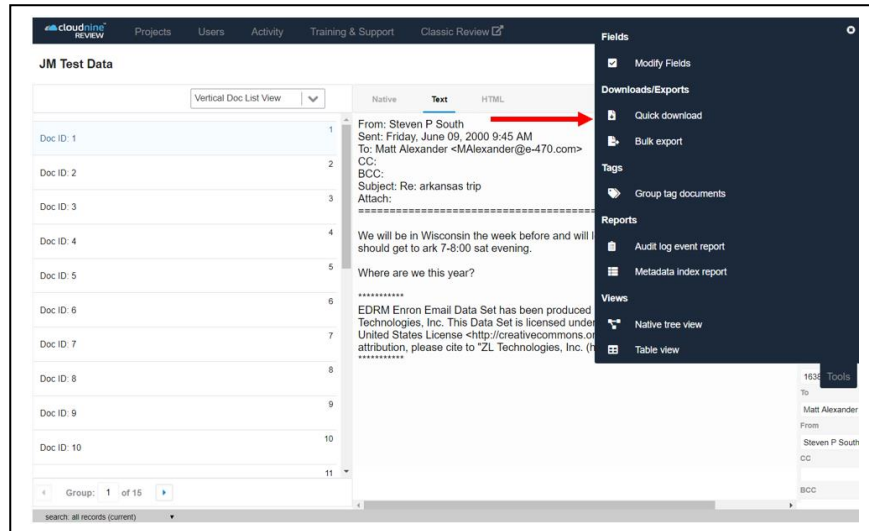 cloudnine
REVIEW
Projects Users Activity Training & Support Classic Review
JM Test Data
Vertical Doc List View
Doc ID: 1 1
Doc ID: 2 2
Doc ID: 3 3
Doc ID: 4 4
Doc ID: 5 5
Doc ID: 6 6
Doc ID: 7 7
Doc ID: 8 8
Doc ID: 9 9
Doc ID: 10 10
11
Group: 1 of 15
search: all records (current)
Native Text HTML
From: Steven P South
Sent: Friday, June 09, 2000 9:45 AM
To: Matt Alexander <MAlexander@e-470.com>
CC:
BCC:
Subject: Re: arkansas trip
Attach:
We will be in Wisconsin the week before and will
should get to ark 7-8:00 sat evening.
Where are we this year?
***********
EDRM Enron Email Data Set has been produced
Technologies, Inc. This Data Set is licensed under
United States License <http://creativecommons.or
attribution, please cite to "ZL Technologies, Inc. (h
***********
Fields
Modify Fields
Downloads/Exports
Quick download
Bulk export
Tags
Group tag documents
Reports
Audit log event report
Metadata index report
Views
Native tree view
Table view
Tools
1638
To
Matt Alexander
From
Steven P South
CC
BCC